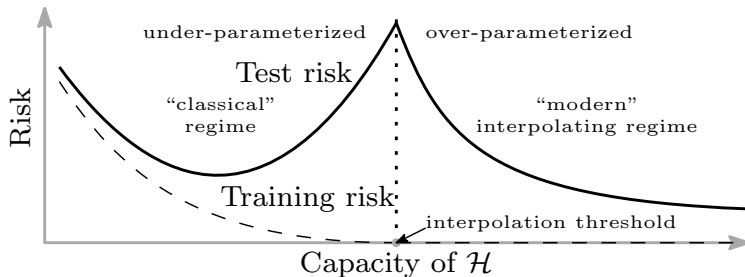 under-parameterized
over-parameterized
Test risk
“classical”
regime
“modern”
interpolating regime
Risk
Training risk
interpolation threshold
Capacity of ℋ